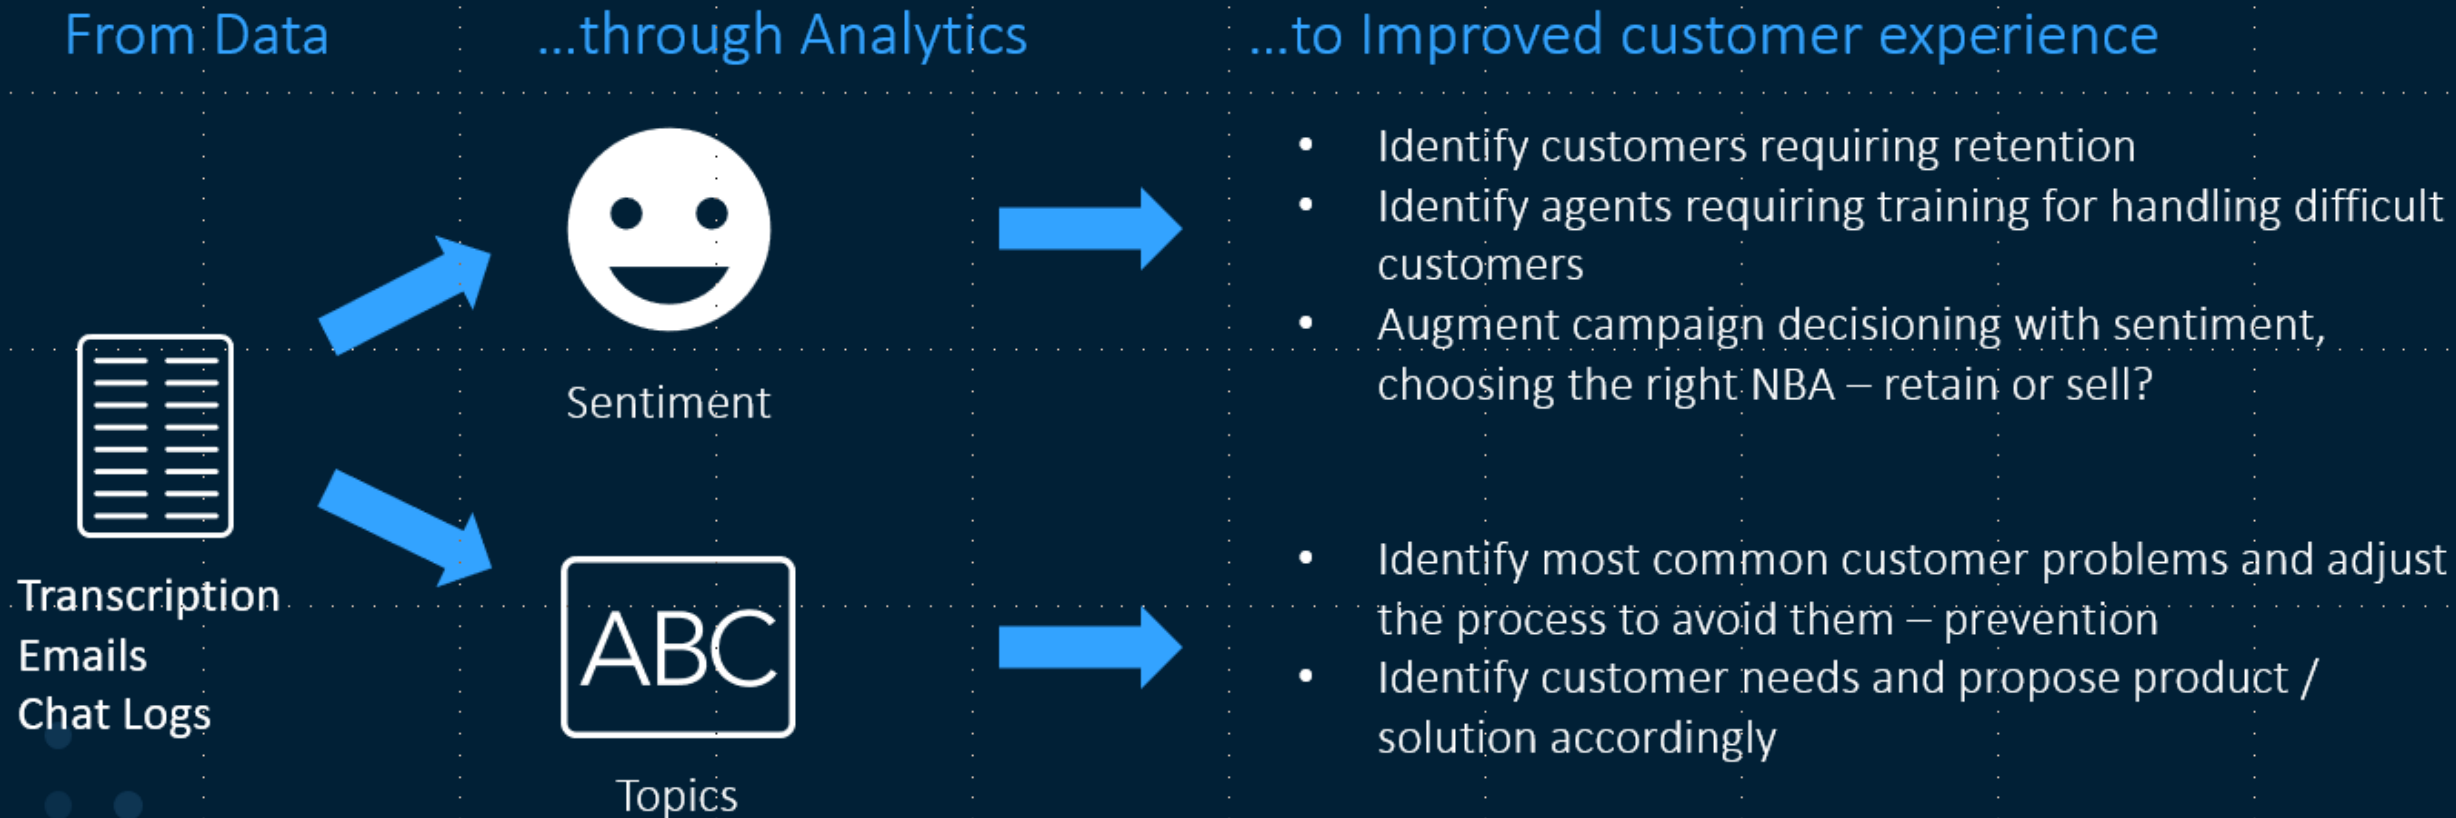 From Data
...through Analytics
...to Improved customer experience
Transcription
Emails
Chat Logs
Sentiment
• Identify customers requiring retention
• Identify agents requiring training for handling difficult
customers
• Augment campaign decisioning with sentiment,
choosing the right NBA – retain or sell?
ABC
Topics
• Identify most common customer problems and adjust
the process to avoid them – prevention
• Identify customer needs and propose product /
solution accordingly